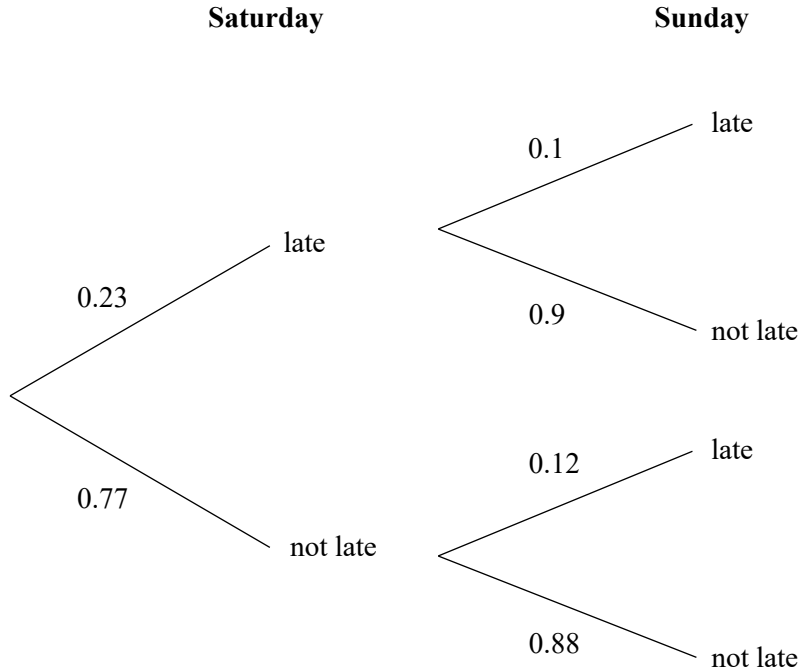 Saturday
Sunday
late
0.1
late
0.23
0.9
not late
late
0.12
0.77
not late
0.88
not late